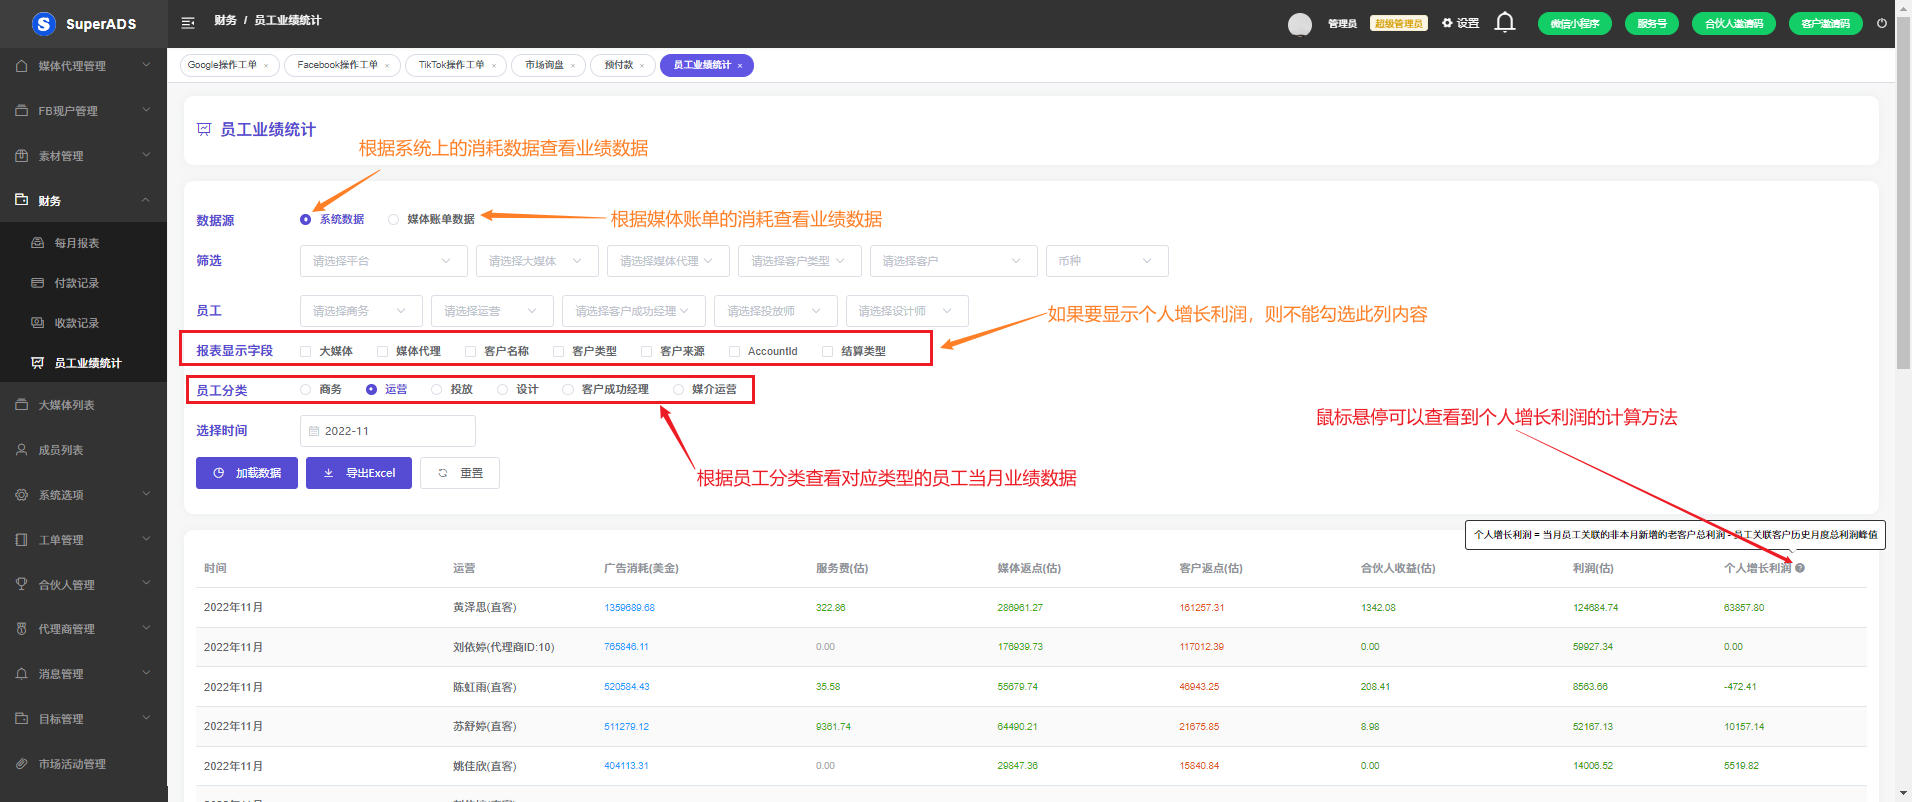 SuperADS
财务 / 员工业绩统计
管理员
超级管理员
设置
微信小程序
服务号
合伙人邀请码
客户邀请码
Google操作工单 ×
Facebook操作工单 ×
TikTok操作工单 ×
市场询盘 ×
预付款 ×
员工业绩统计 ×
媒体代理管理
FB现户管理
素材管理
财务
每月报表
付款记录
收款记录
员工业绩统计
大媒体列表
成员列表
系统选项
工单管理
合伙人管理
代理商管理
消息管理
目标管理
市场活动管理
员工业绩统计
根据系统上的消耗数据查看业绩数据
数据源 系统数据 媒体账单数据
根据媒体账单的消耗查看业绩数据
筛选 请选择平台 请选择大媒体 请选择媒体代理 请选择客户类型 请选择客户 币种
员工 请选择商务 请选择运营 请选择客户成功经理 请选择投放师 请选择设计师
如果要显示个人增长利润，则不能勾选此列内容
报表显示字段 大媒体 媒体代理 客户名称 客户类型 客户来源 AccountId 结算类型
员工分类 商务 运营 投放 设计 客户成功经理 媒介运营
鼠标悬停可以查看到个人增长利润的计算方法
选择时间 2022-11
加载数据 导出Excel 重置
根据员工分类查看对应类型的员工当月业绩数据
个人增长利润 = 当月员工关联的非本月新增的老客户总利润 - 员工关联客户历史月度总利润峰值
时间 运营 广告消耗(美金) 服务费(估) 媒体返点(估) 客户返点(估) 合伙人收益(估) 利润(估) 个人增长利润
2022年11月 黄泽思(直客) 1359689.68 322.86 286961.27 161257.31 1342.08 124684.74 63857.80
2022年11月 刘依婷(代理商ID:10) 765846.11 0.00 176939.73 117012.39 0.00 59927.34 0.00
2022年11月 陈虹雨(直客) 520584.43 35.58 55679.74 46943.25 208.41 8563.66 -472.41
2022年11月 苏舒婷(直客) 511279.12 9361.74 64490.21 21675.85 8.98 52167.13 10157.14
2022年11月 姚佳欣(直客) 404113.31 0.00 29847.36 15840.84 0.00 14006.52 5519.82